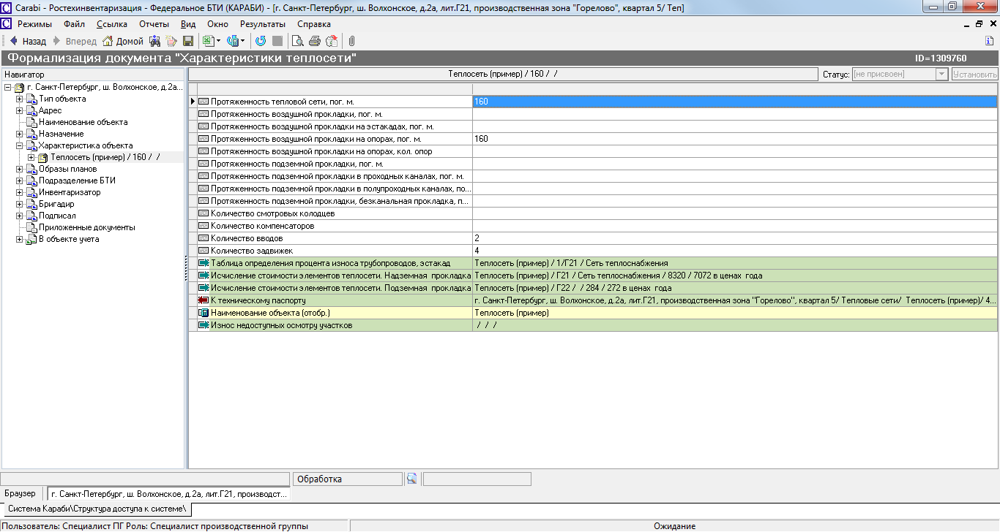 Carabi - Ростехинвентаризация - Федеральное БТИ (КАРАБИ) - [г. Санкт-Петербург, ш. Волхонское, д.2а, лит.Г21, производственная зона "Горелово", квартал 5/ Теп]
Режимы Файл Ссылка Отчеты Вид Окно Результаты Справка
Назад Вперед Домой
Формализация документа "Характеристики теплосети" ID=1309760
Навигатор
Теплосеть (пример) / 160 / /
Статус: [не присвоен] Установить
г. Санкт-Петербург, ш. Волхонское, д.2а...
Тип объекта
Адрес
Наименование объекта
Назначение
Характеристика объекта
Теплосеть (пример) / 160 / /
Образы планов
Подразделение БТИ
Инвентаризатор
Бригадир
Подписал
Приложенные документы
В объекте учета
Протяженность тепловой сети, пог. м. 160
Протяженность воздушной прокладки, пог. м.
Протяженность воздушной прокладки на эстакадах, пог. м.
Протяженность воздушной прокладки на опорах, пог. м. 160
Протяженность воздушной прокладки на опорах, кол. опор
Протяженность подземной прокладки, пог. м.
Протяженность подземной прокладки в проходных каналах, пог. м.
Протяженность подземной прокладки в полупроходных каналах, по...
Протяженность подземной прокладки, безканальная прокладка, п...
Количество смотровых колодцев
Количество компенсаторов
Количество вводов 2
Количество задвижек 4
Таблица определения процента износа трубопроводов, эстакад Теплосеть (пример) / 1/Г21 / Сеть теплоснабжения
Исчисление стоимости элементов теплосети. Надземная прокладка Теплосеть (пример) / Г21 / Сеть теплоснабжения / 8320 / 7072 в ценах года
Исчисление стоимости элементов теплосети. Подземная прокладка Теплосеть (пример) / Г22 / / 284 / 272 в ценах года
К техническому паспорту г. Санкт-Петербург, ш. Волхонское, д.2а, лит.Г21, производственная зона "Горелово", квартал 5/ Тепловые сети/ Теплосеть (пример)/ 4...
Наименование объекта (отобр.) Теплосеть (пример)
Износ недоступных осмотру участков / / /
Обработка
Браузер г. Санкт-Петербург, ш. Волхонское, д.2а, лит.Г21, производст...
Система Караби\Структура доступа к системе\
Пользователь: Специалист ПГ Роль: Специалист производственной группы Ожидание